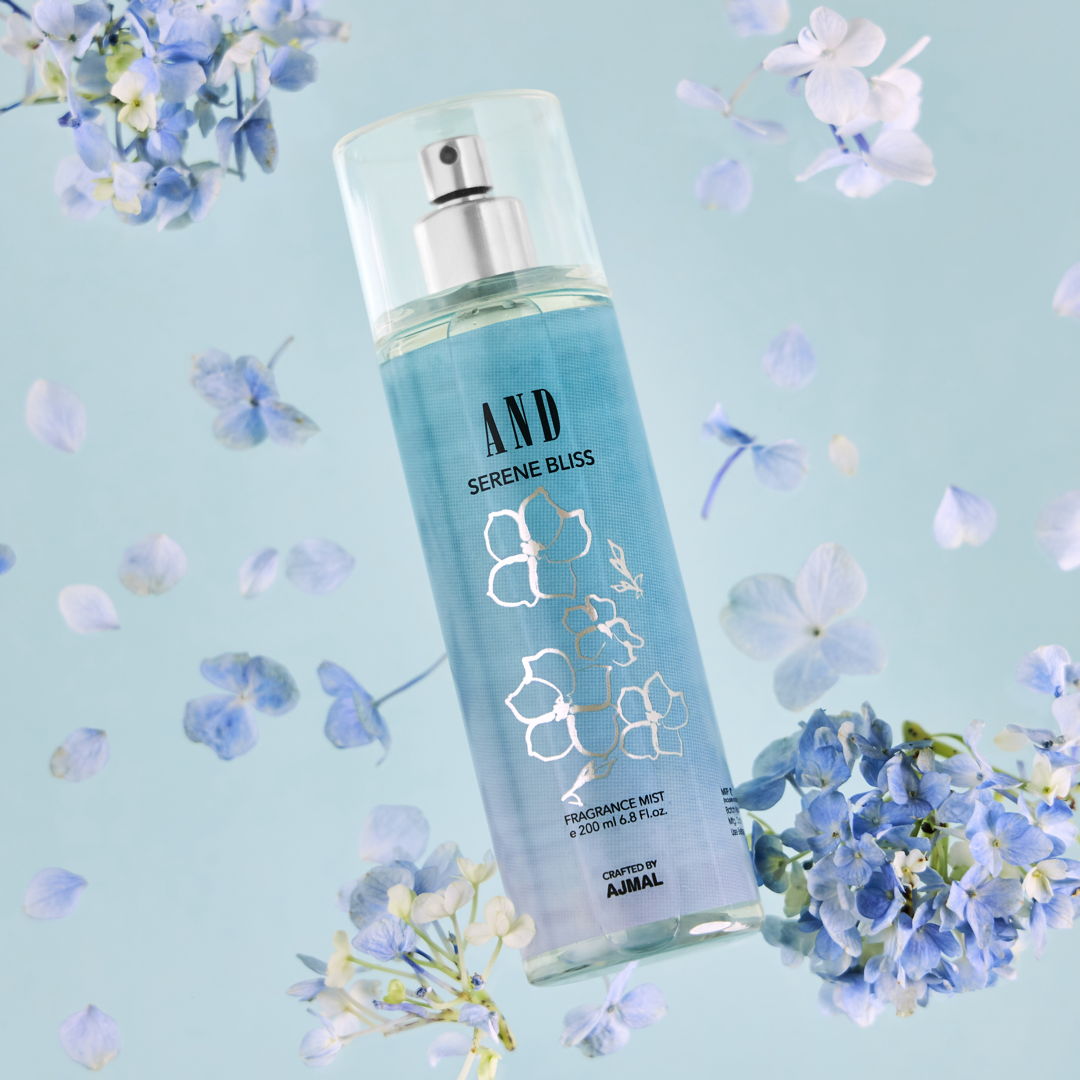 AND
SERENE BLISS
FRAGRANCE MIST
e 200 ml 6.8 Fl.oz.
CRAFTED BY
AJMAL